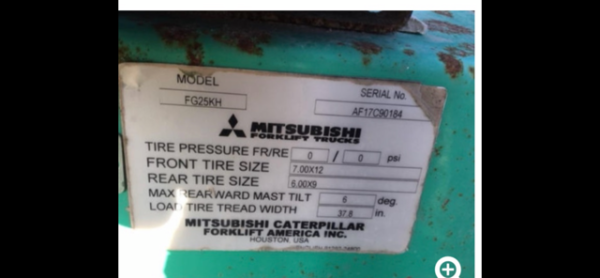 MODEL
SERIAL No.
FG25KH
AF17C90184
MITSUBISHI
FORKLIFT TRUCKS
TIRE PRESSURE FR/RE 0 / 0 psi
FRONT TIRE SIZE 7.00X12
REAR TIRE SIZE 6.00X9
MAX REARWARD MAST TILT 6 deg.
LOAD TIRE TREAD WIDTH 37.8 in.
MITSUBISHI CATERPILLAR
FORKLIFT AMERICA INC.
HOUSTON, USA